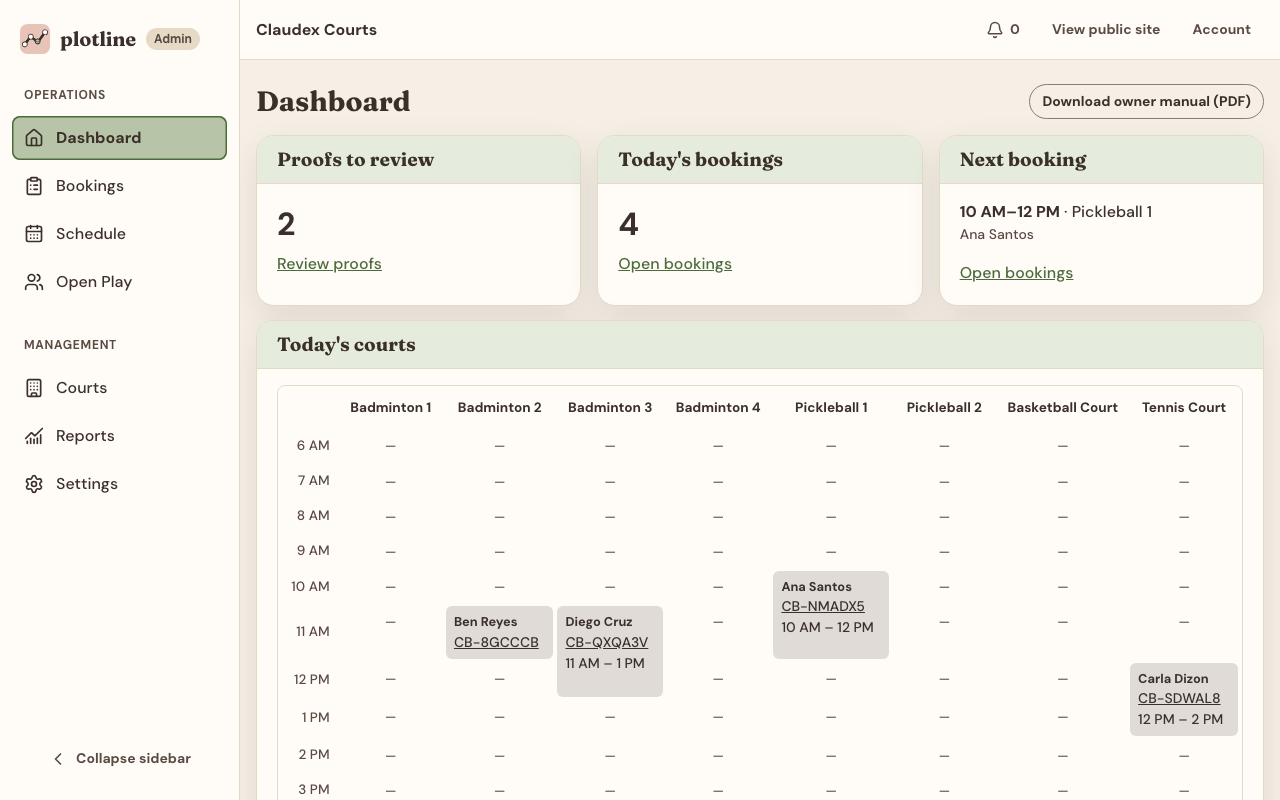 plotline Admin
OPERATIONS
Dashboard
Bookings
Schedule
Open Play
MANAGEMENT
Courts
Reports
Settings
Collapse sidebar
Claudex Courts
0
View public site
Account
Dashboard
Download owner manual (PDF)
Proofs to review
2
Review proofs
Today's bookings
4
Open bookings
Next booking
10 AM–12 PM · Pickleball 1
Ana Santos
Open bookings
Today's courts
Badminton 1 Badminton 2 Badminton 3 Badminton 4 Pickleball 1 Pickleball 2 Basketball Court Tennis Court
6 AM — — — — — — — —
7 AM — — — — — — — —
8 AM — — — — — — — —
9 AM — — — — — — — —
10 AM — — — — — — —
Ana Santos
CB-NMADX5
10 AM – 12 PM
11 AM — — — — —
Ben Reyes
CB-8GCCCB
Diego Cruz
CB-QXQA3V
11 AM – 1 PM
12 PM — — — — — —
Carla Dizon
CB-SDWAL8
12 PM – 2 PM
1 PM — — — — — — —
2 PM — — — — — — — —
3 PM — — — — — — — —